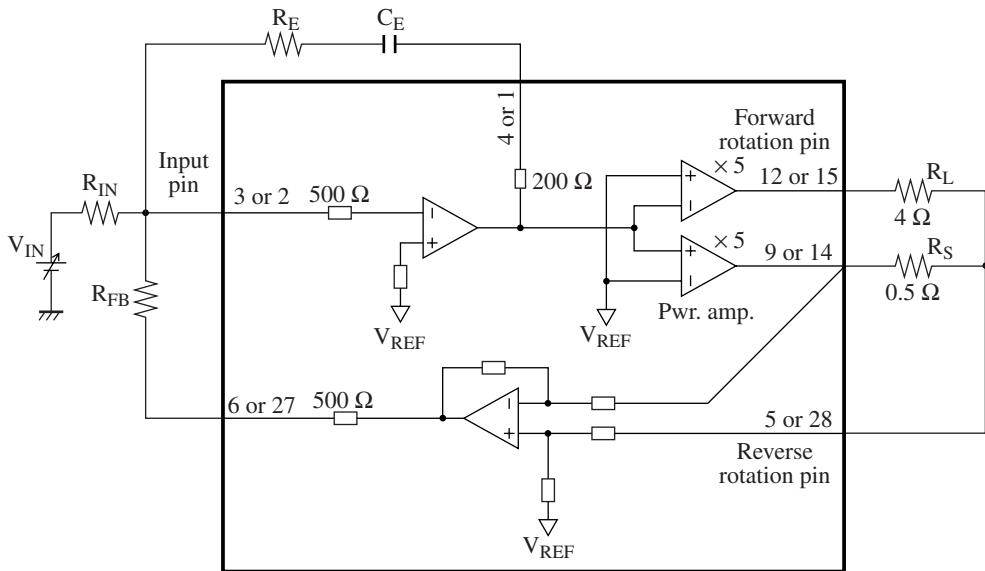 R_E
C_E
4 or 1
Forward
rotation pin
× 5
12 or 15
R_L
4 Ω
Input
pin
R_IN
3 or 2
500 Ω
200 Ω
V_IN
× 5
9 or 14
R_S
0.5 Ω
R_FB
V_REF
V_REF
Pwr. amp.
6 or 27
500 Ω
5 or 28
Reverse
rotation pin
V_REF